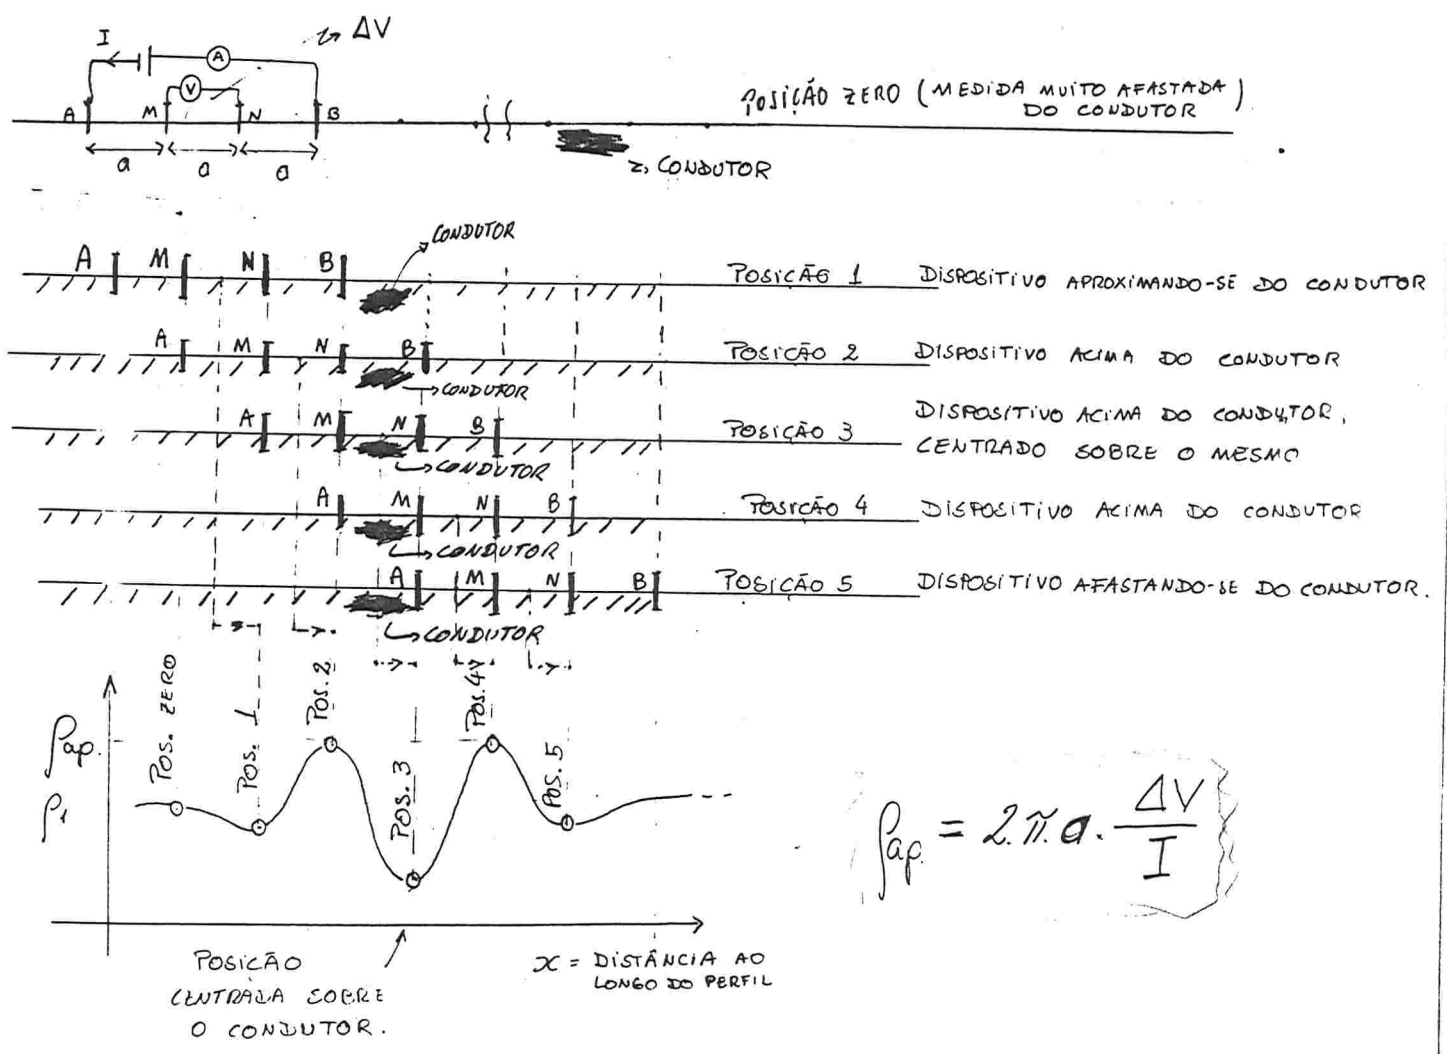 I
ΔV
A
V
A M N B
a a a
POSIÇÃO ZERO (MEDIDA MUITO AFASTADA
DO CONDUTOR)
CONDUTOR
CONDUTOR
A M N B
POSIÇÃO 1 DISPOSITIVO APROXIMANDO-SE DO CONDUTOR
A M N B
POSIÇÃO 2 DISPOSITIVO ACIMA DO CONDUTOR
CONDUTOR
A M N B
POSIÇÃO 3 DISPOSITIVO ACIMA DO CONDUTOR,
CENTRADO SOBRE O MESMO
CONDUTOR
A M N B
POSIÇÃO 4 DISPOSITIVO ACIMA DO CONDUTOR
CONDUTOR
A M N B
POSIÇÃO 5 DISPOSITIVO AFASTANDO-SE DO CONDUTOR.
CONDUTOR
ρap.
ρ1
POS. ZERO
POS. 1
POS. 2
POS. 3
POS. 4
POS. 5
ρap. = 2.π.a. ΔV/I
POSIÇÃO
CENTRADA SOBRE
O CONDUTOR.
x = DISTÂNCIA AO
LONGO DO PERFIL